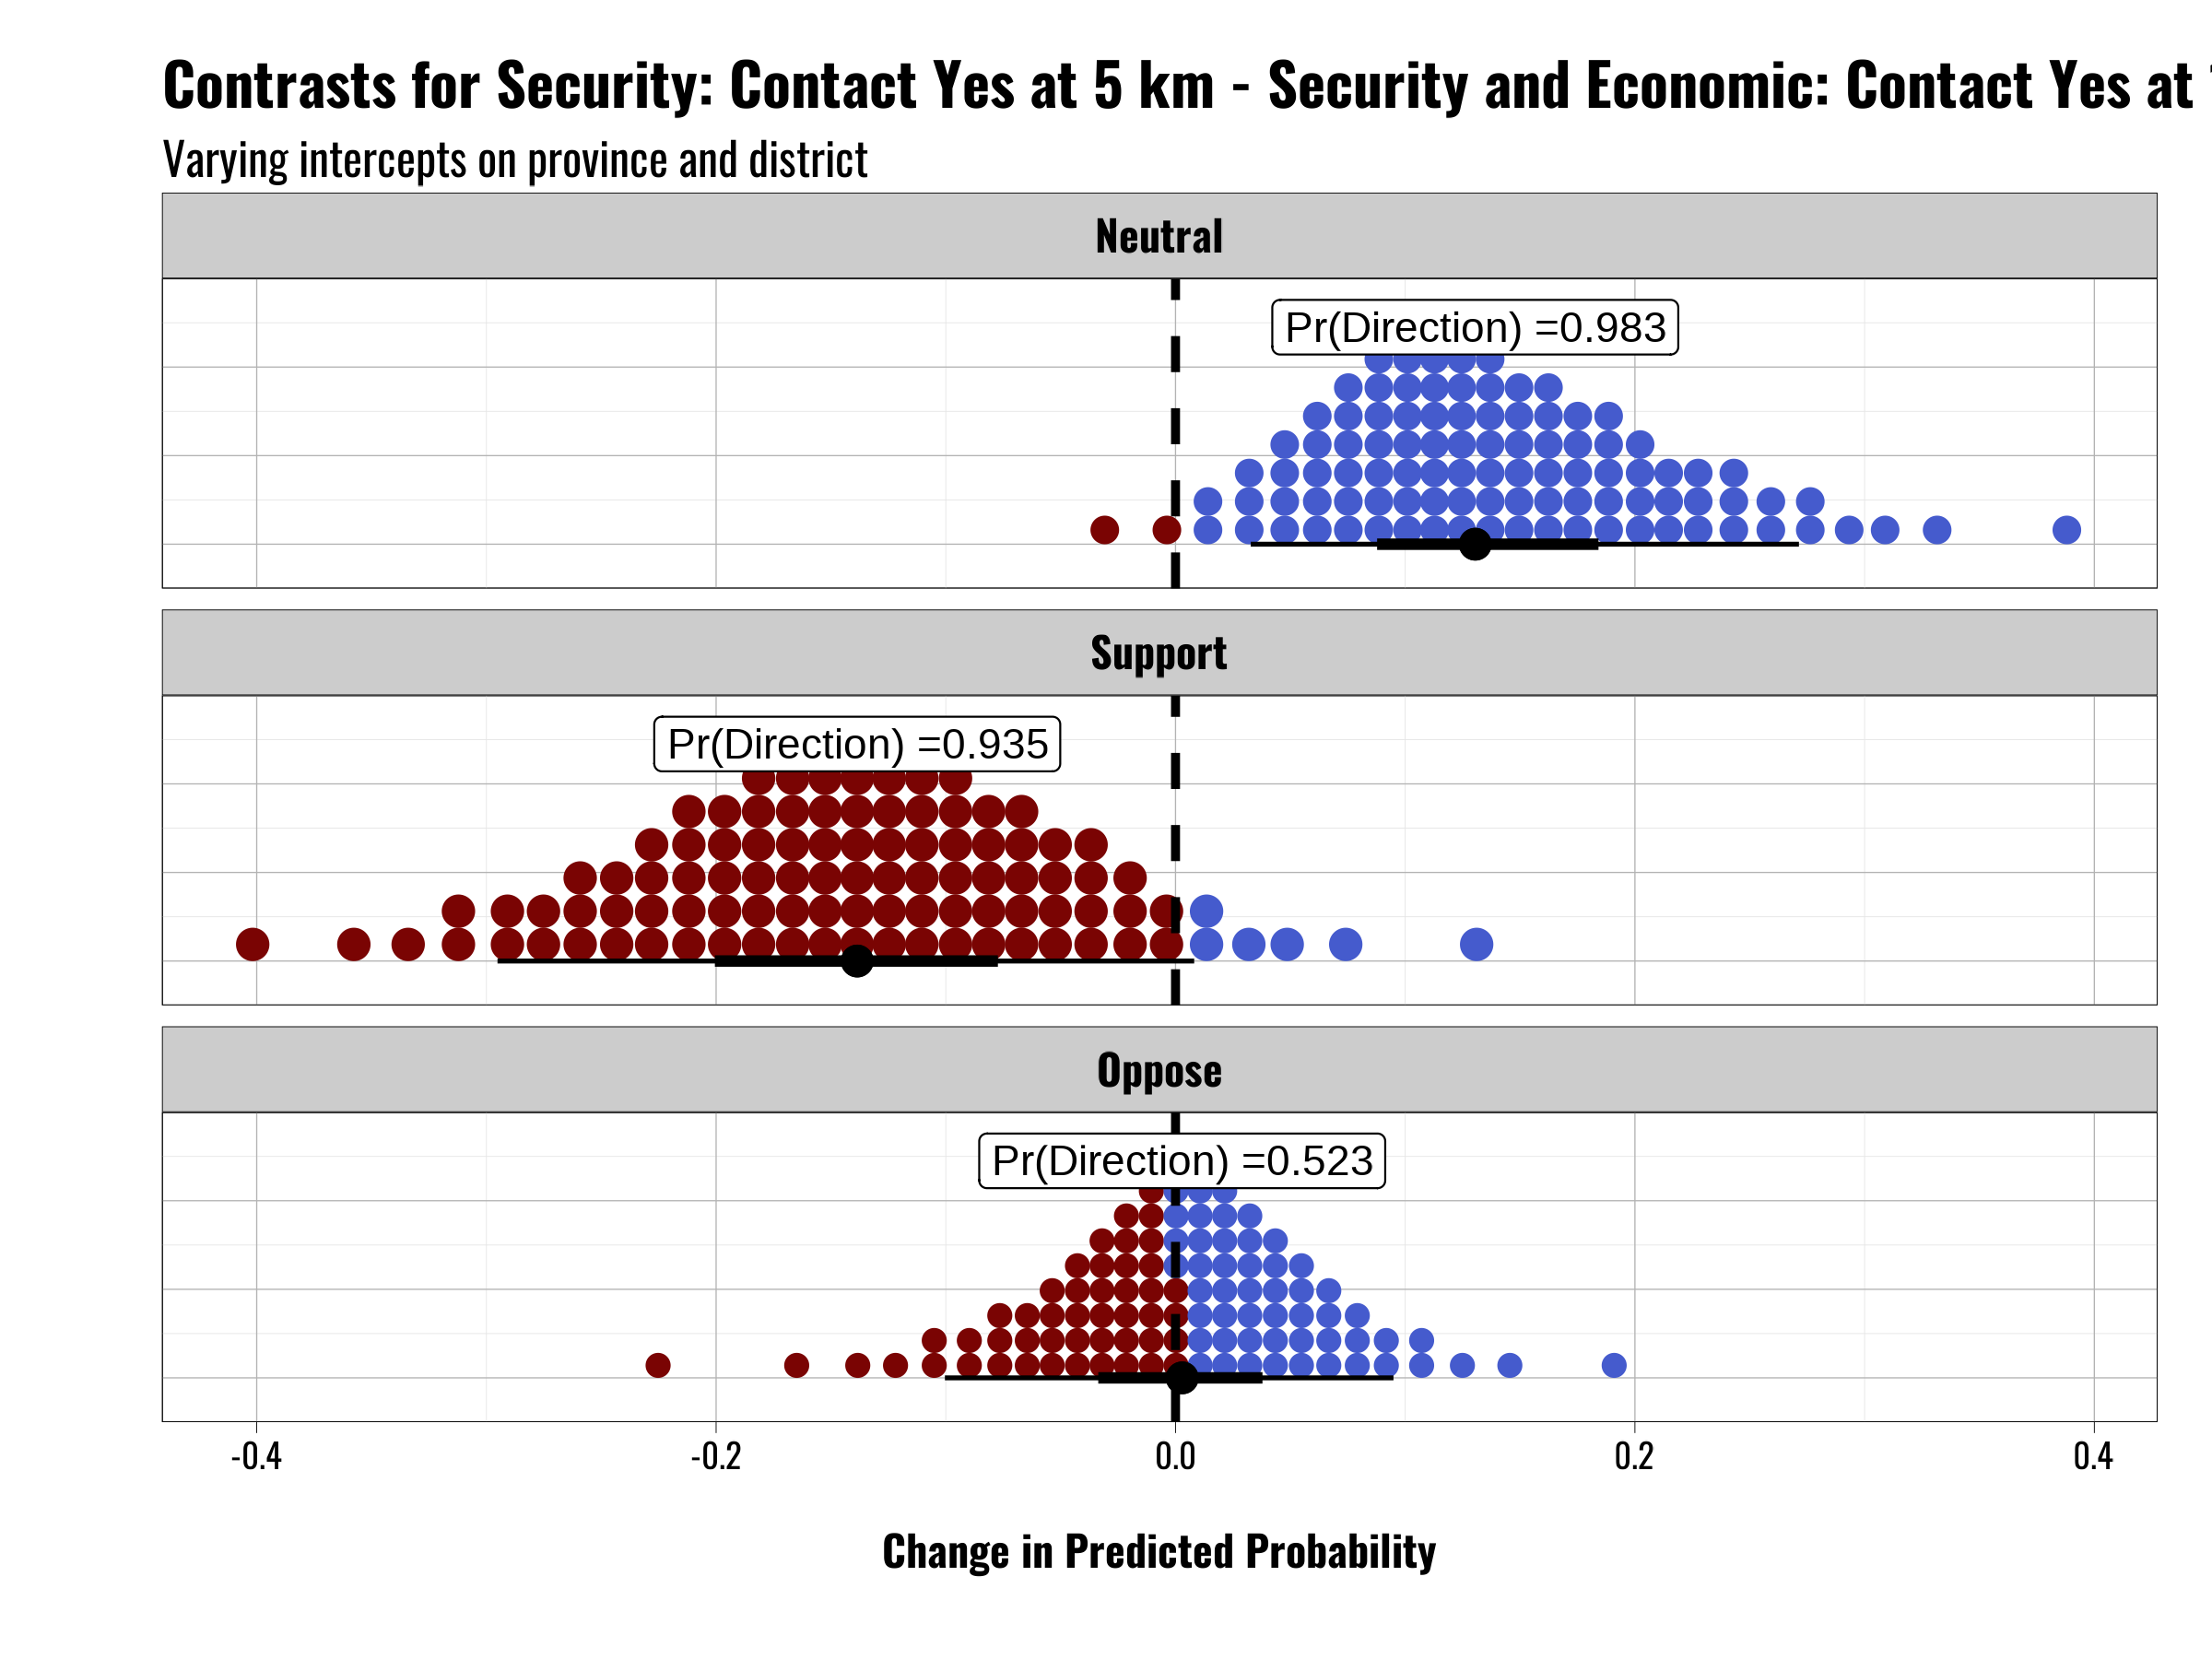 Contrasts for Security: Contact Yes at 5 km - Security and Economic: Contact Yes at
Varying intercepts on province and district
Neutral
Pr(Direction) =0.983
Support
Pr(Direction) =0.935
Oppose
Pr(Direction) =0.523
-0.4 -0.2 0.0 0.2 0.4
Change in Predicted Probability